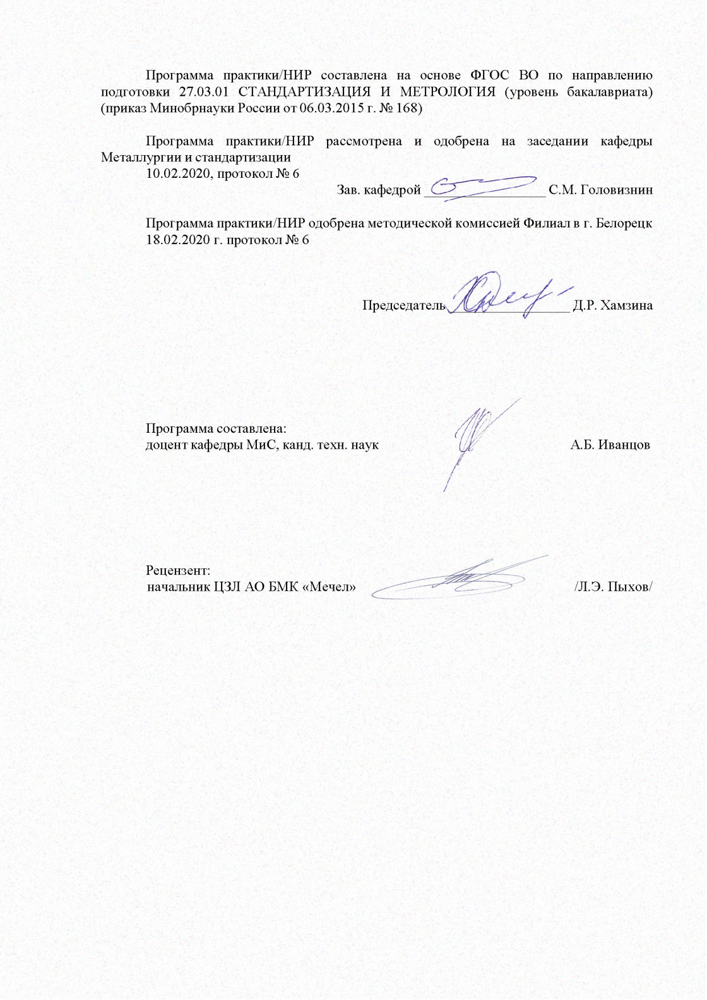 Программа практики/НИР составлена на основе ФГОС ВО по направлению
подготовки 27.03.01 СТАНДАРТИЗАЦИЯ И МЕТРОЛОГИЯ (уровень бакалавриата)
(приказ Минобрнауки России от 06.03.2015 г. № 168)
Программа практики/НИР рассмотрена и одобрена на заседании кафедры
Металлургии и стандартизации
10.02.2020, протокол № 6
Зав. кафедрой _________________ С.М. Головизнин
Программа практики/НИР одобрена методической комиссией Филиал в г. Белорецк
18.02.2020 г. протокол № 6
Председатель _________________ Д.Р. Хамзина
Программа составлена:
доцент кафедры МиС, канд. техн. наук А.Б. Иванцов
Рецензент:
начальник ЦЗЛ АО БМК «Мечел» /Л.Э. Пыхов/